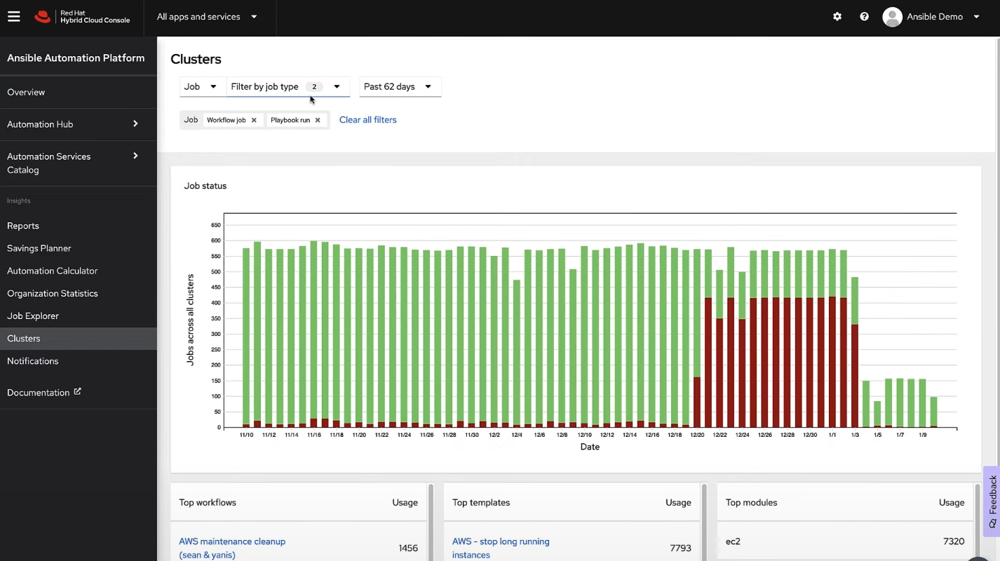 Red Hat
Hybrid Cloud Console
All apps and services
Ansible Demo
Ansible Automation Platform
Overview
Automation Hub
Automation Services
Catalog
Insights
Reports
Savings Planner
Automation Calculator
Organization Statistics
Job Explorer
Clusters
Notifications
Documentation
Clusters
Job
Filter by job type 2
Past 62 days
Job Workflow job Playbook run Clear all filters
Job status
Jobs across all clusters
650
600
550
500
450
400
350
300
250
200
150
100
50
0
11/10 11/12 11/14 11/16 11/18 11/20 11/22 11/24 11/26 11/28 11/30 12/2 12/4 12/6 12/8 12/10 12/12 12/14 12/16 12/18 12/20 12/22 12/24 12/26 12/28 12/30 1/1 1/3 1/5 1/7 1/9
Date
Top workflows Usage
AWS maintenance cleanup
(sean & yanis)
1456
Top templates Usage
AWS - stop long running
instances
7793
Top modules Usage
ec2 7320
Feedback